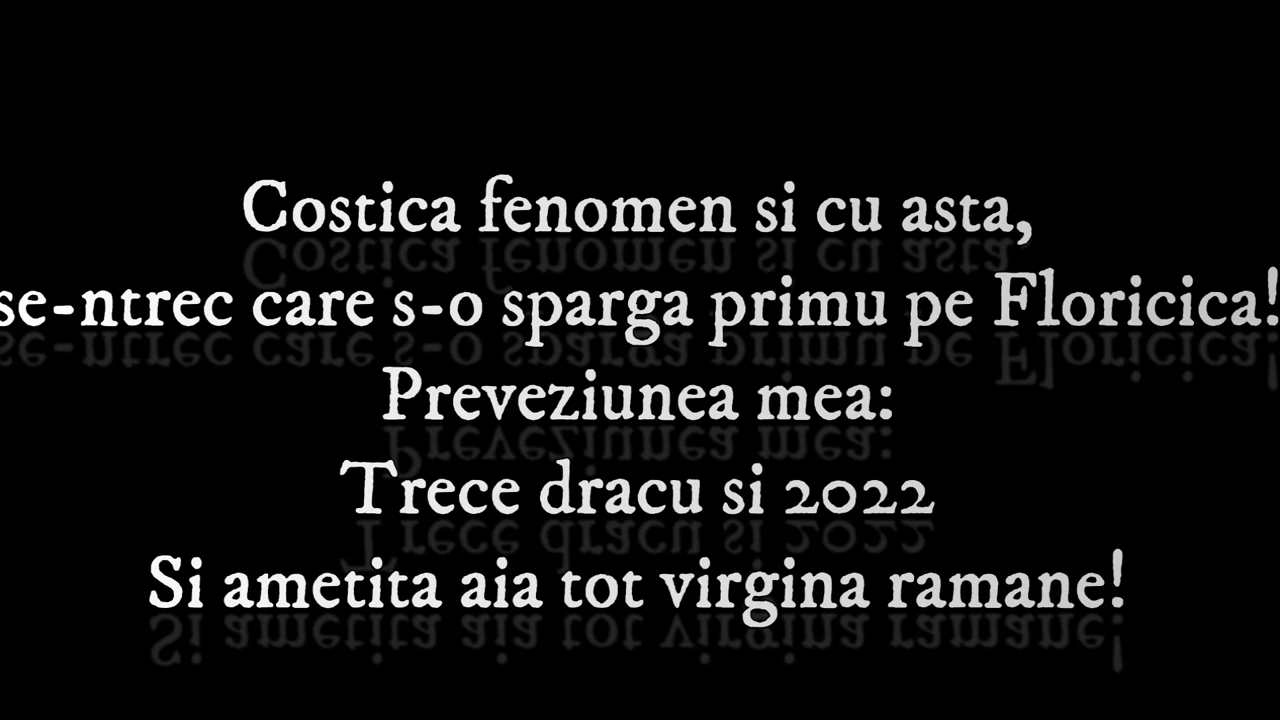 Costica fenomen si cu asta,
se-ntrec care s-o sparga primu pe Floricica!
Preveziunea mea:
Trece dracu si 2022
Si ametita aia tot virgina ramane!